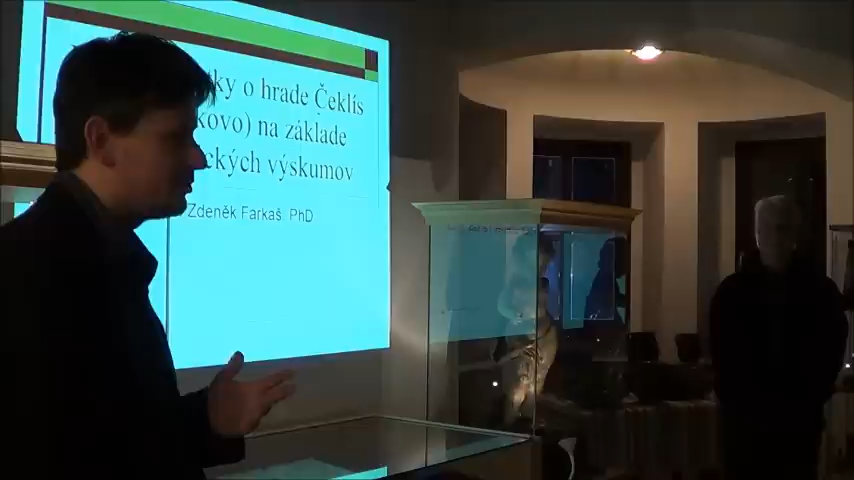 ky o hrade Čeklís
kovo) na základe
ckých výskumov
Zdeněk Farkaš, PhD